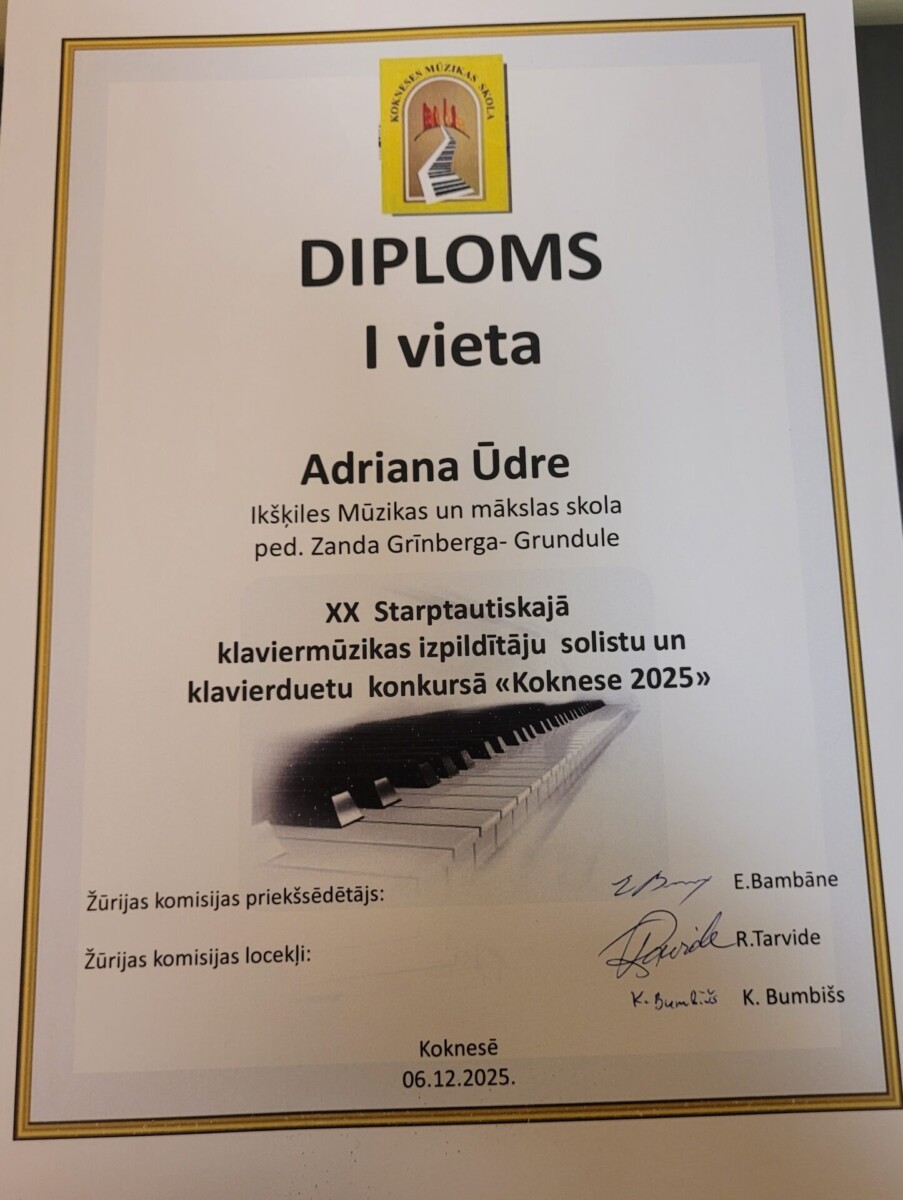 KOKNESES MŪZIKAS SKOLA
DIPLOMS
I vieta
Adriana Ūdre
Ikšķiles Mūzikas un mākslas skola
ped. Zanda Grīnberga- Grundule
XX Starptautiskajā
klaviermūzikas izpildītāju solistu un
klavierduetu konkursā «Koknese 2025»
Žūrijas komisijas priekšsēdētājs: E.Bambāne
Žūrijas komisijas locekļi: R.Tarvide
K. Bumbišs K. Bumbišs
Koknesē
06.12.2025.